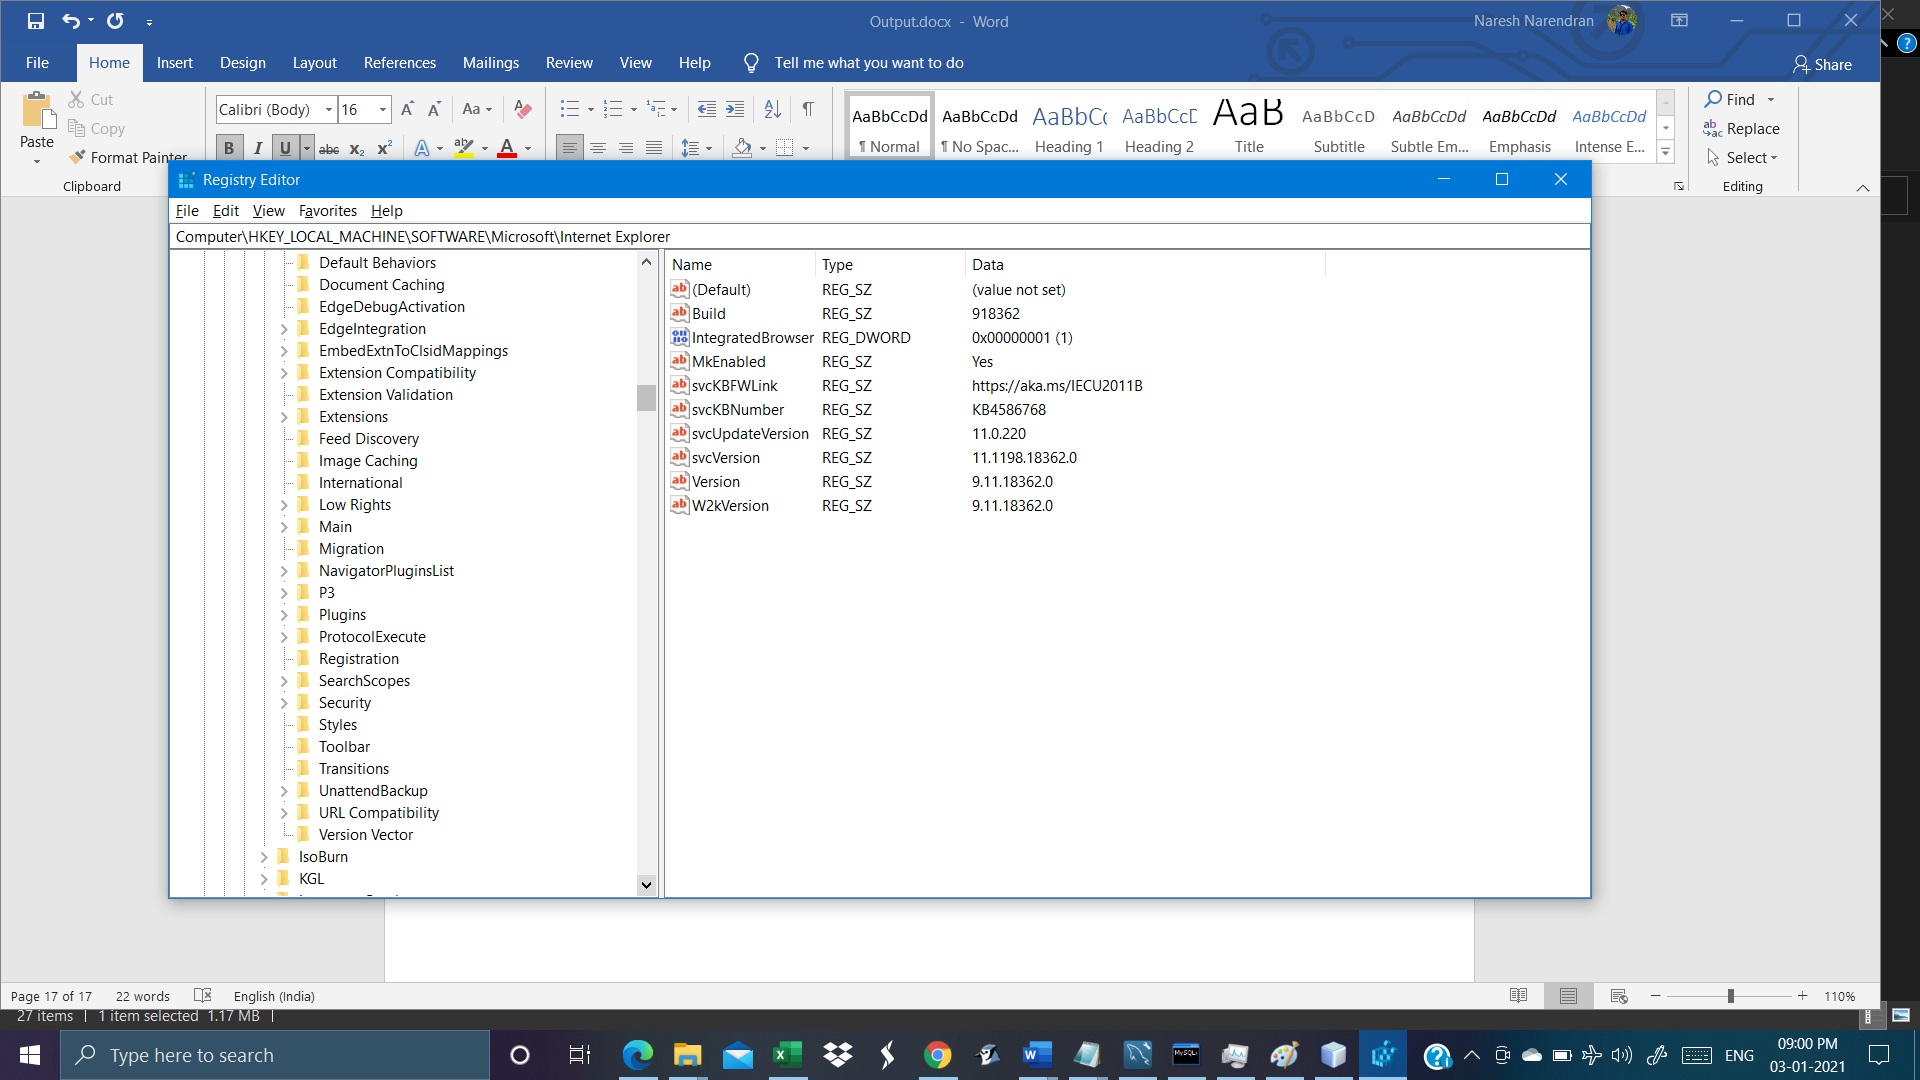 Output.docx - Word
Naresh Narendran
File Home Insert Design Layout References Mailings Review View Help Tell me what you want to do
Share
Paste
Cut
Copy
Format Painter
Clipboard
Calibri (Body) 16
Aa
B I U abc x2 x2 A ab A
AaBbCcDd AaBbCcDd AaBbCc AaBbCcD AaB AaBbCcD AaBbCcDd AaBbCcDd AaBbCcDd
¶ Normal ¶ No Spac... Heading 1 Heading 2 Title Subtitle Subtle Em... Emphasis Intense E...
Find
Replace
Select
Editing
Registry Editor
File Edit View Favorites Help
Computer\HKEY_LOCAL_MACHINE\SOFTWARE\Microsoft\Internet Explorer
Default Behaviors
Document Caching
EdgeDebugActivation
EdgeIntegration
EmbedExtnToClsidMappings
Extension Compatibility
Extension Validation
Extensions
Feed Discovery
Image Caching
International
Low Rights
Main
Migration
NavigatorPluginsList
P3
Plugins
ProtocolExecute
Registration
SearchScopes
Security
Styles
Toolbar
Transitions
UnattendBackup
URL Compatibility
Version Vector
IsoBurn
KGL
Name Type Data
(Default) REG_SZ (value not set)
Build REG_SZ 918362
IntegratedBrowser REG_DWORD 0x00000001 (1)
MkEnabled REG_SZ Yes
svcKBFWLink REG_SZ https://aka.ms/IECU2011B
svcKBNumber REG_SZ KB4586768
svcUpdateVersion REG_SZ 11.0.220
svcVersion REG_SZ 11.1198.18362.0
Version REG_SZ 9.11.18362.0
W2kVersion REG_SZ 9.11.18362.0
Page 17 of 17 22 words English (India)
110%
27 items 1 item selected 1.17 MB
Type here to search
MySQL
ENG
09:00 PM
03-01-2021